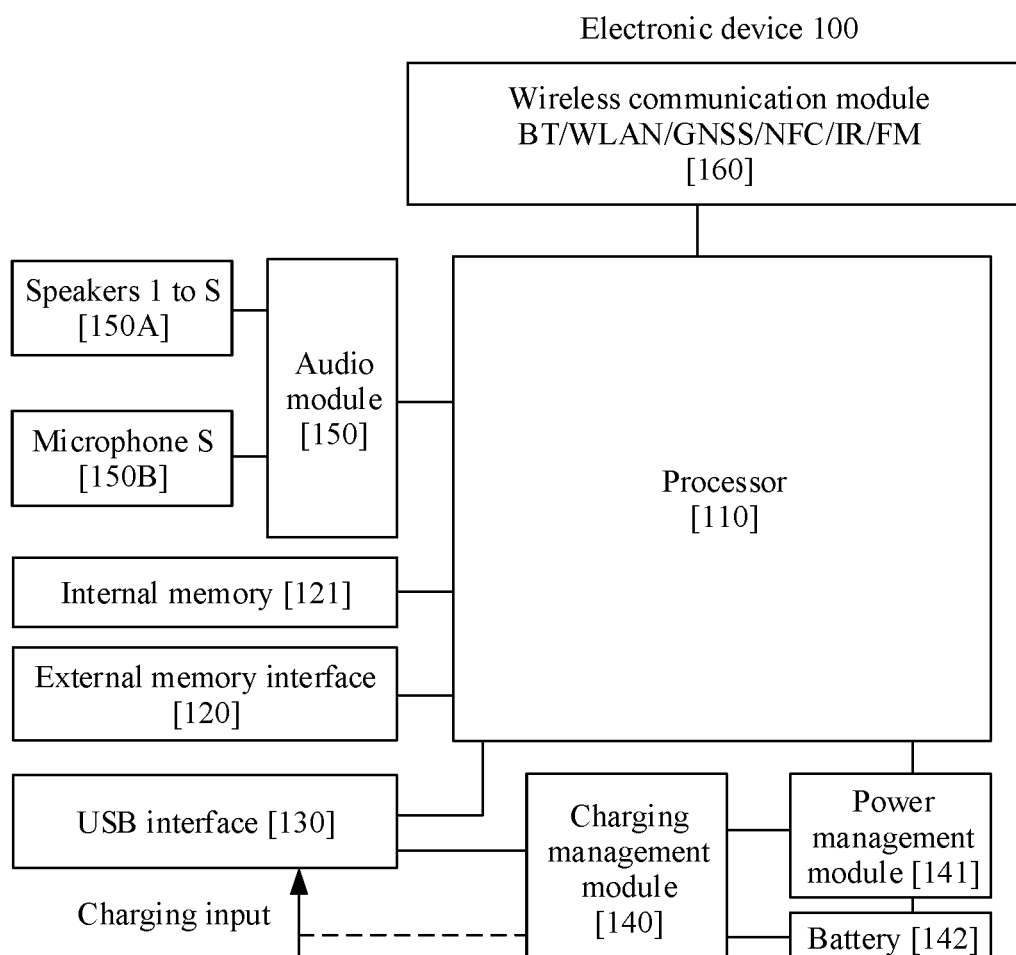 Electronic device 100
Wireless communication module
BT/WLAN/GNSS/NFC/IR/FM
[160]
Speakers 1 to S
[150A]
Audio
module
[150]
Microphone S
[150B]
Processor
[110]
Internal memory [121]
External memory interface
[120]
USB interface [130]
Charging
management
module
[140]
Power
management
module [141]
Charging input
Battery [142]